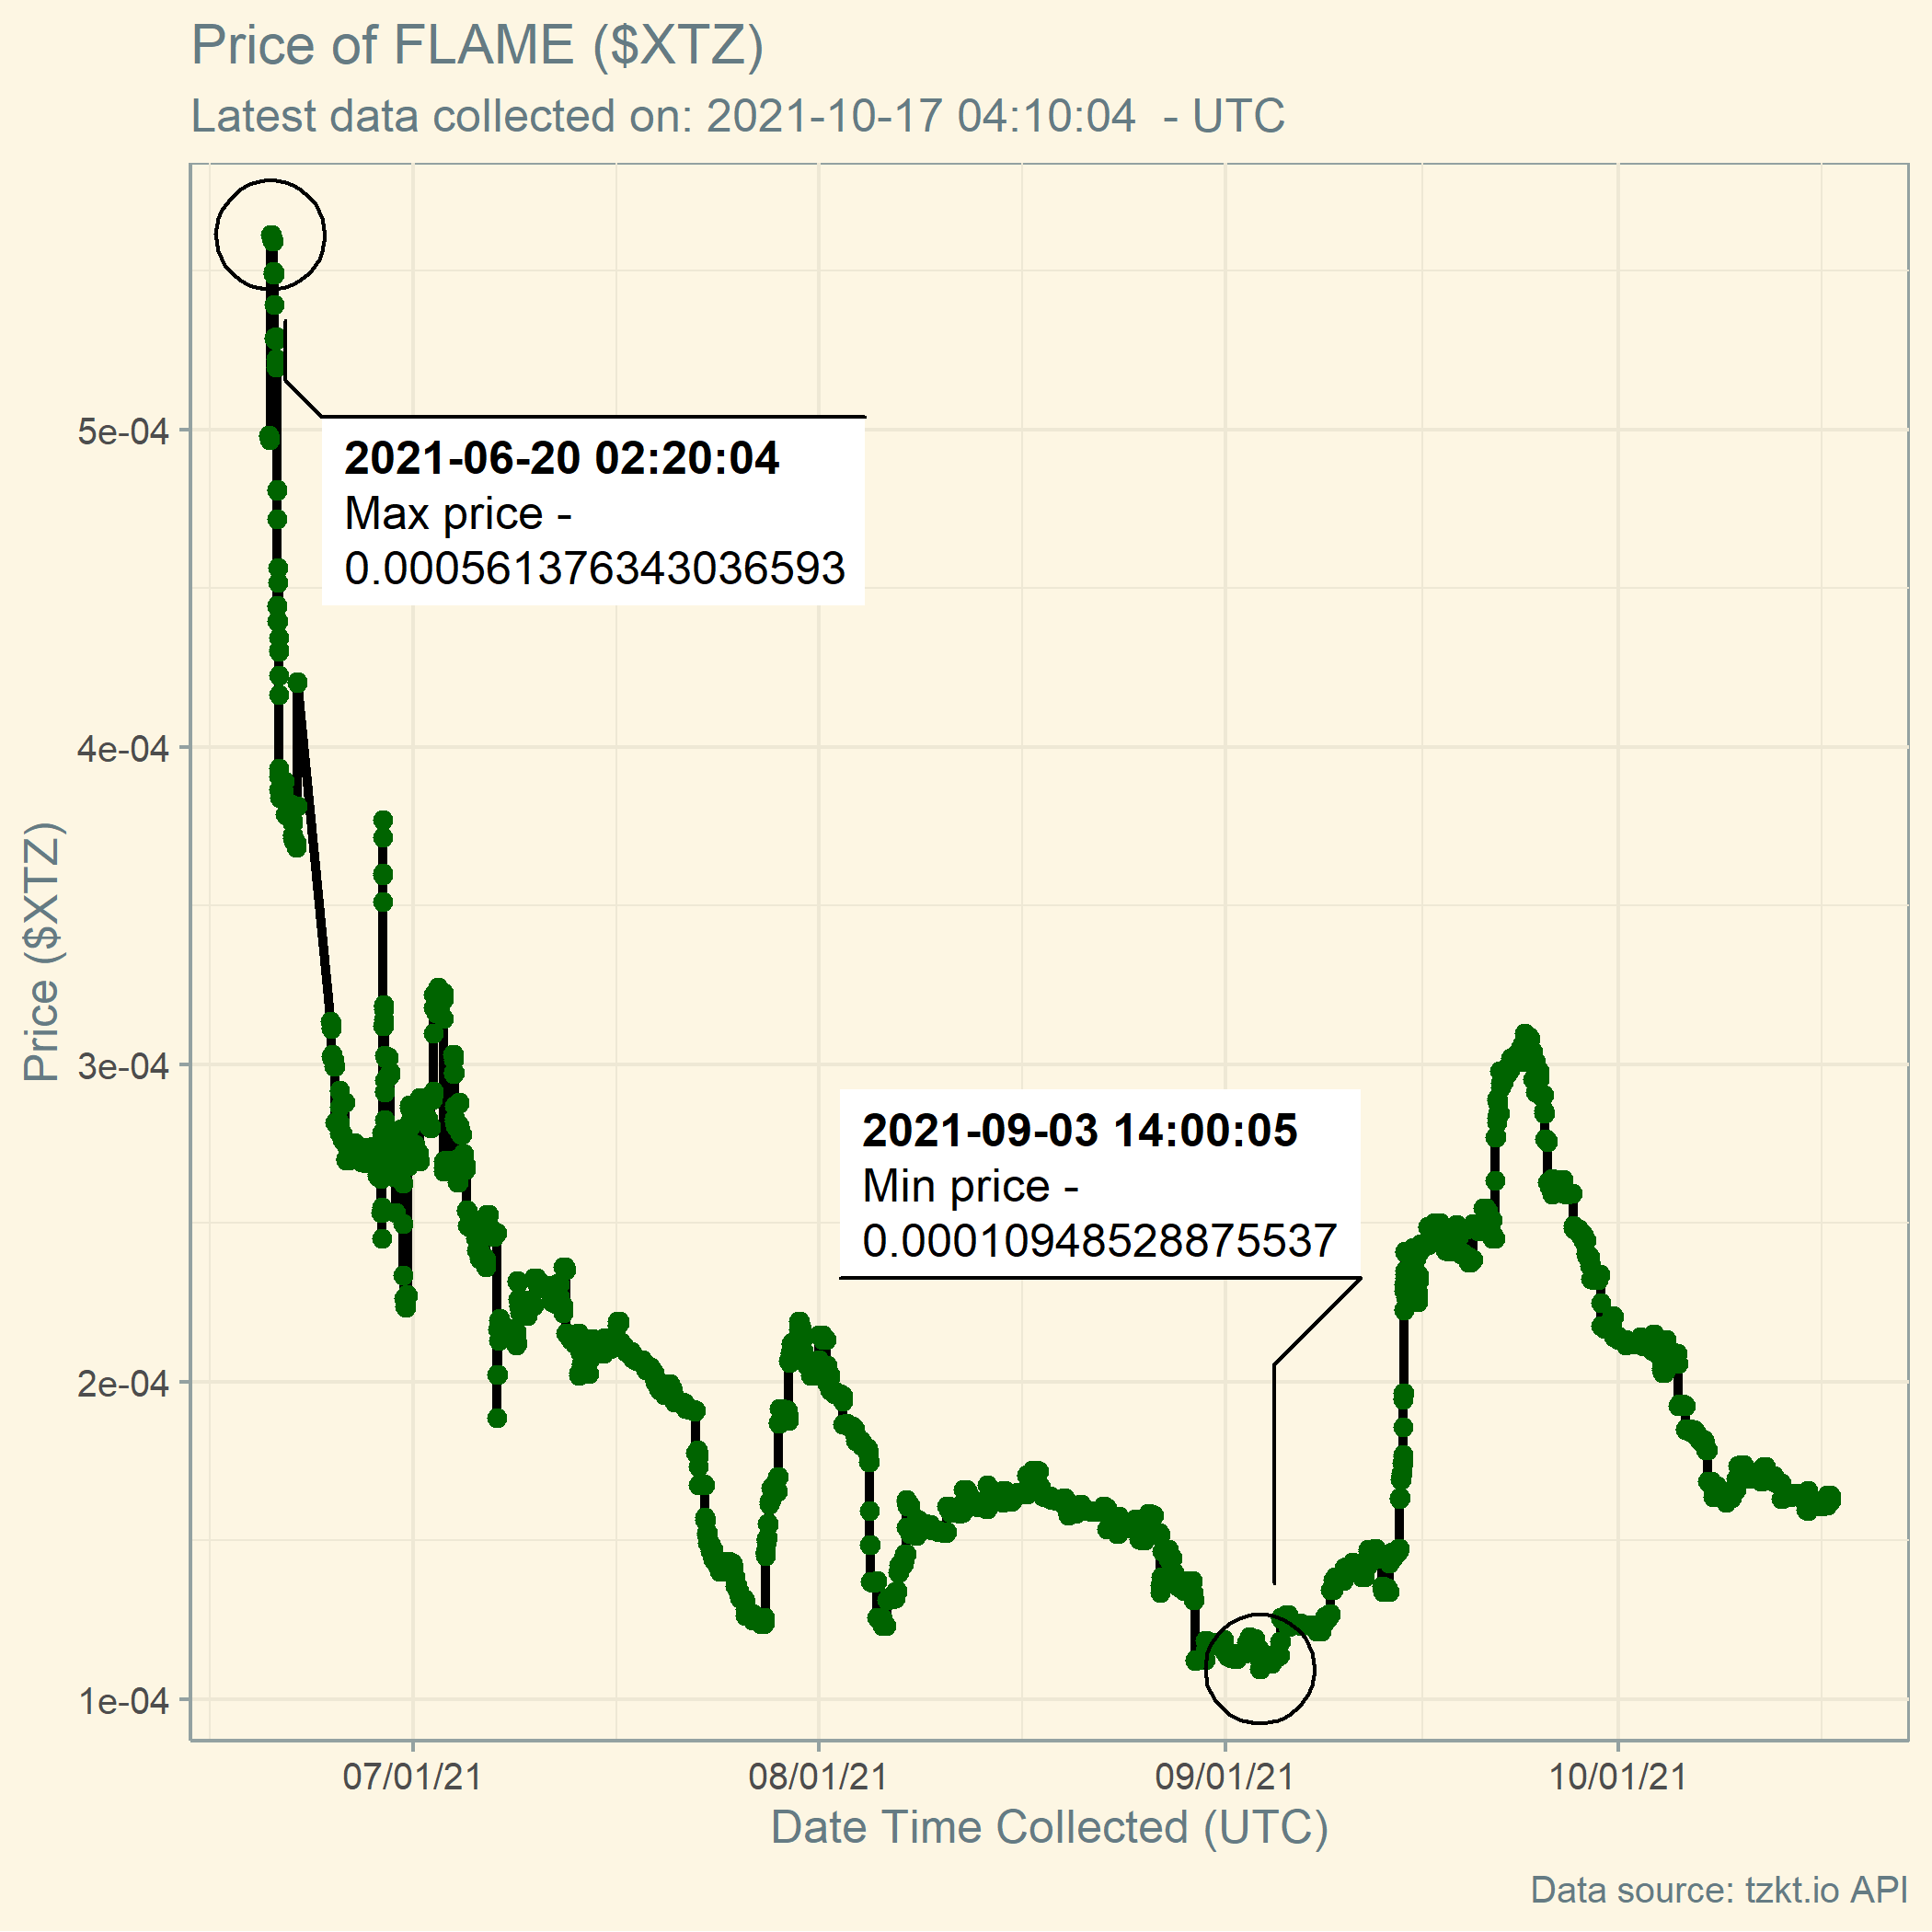 Price of FLAME ($XTZ)
Latest data collected on: 2021-10-17 04:10:04  - UTC
Price ($XTZ)
5e-04
4e-04
3e-04
2e-04
1e-04
2021-06-20 02:20:04
Max price -
0.000561376343036593
2021-09-03 14:00:05
Min price -
0.00010948528875537
07/01/21
08/01/21
09/01/21
10/01/21
Date Time Collected (UTC)
Data source: tzkt.io API